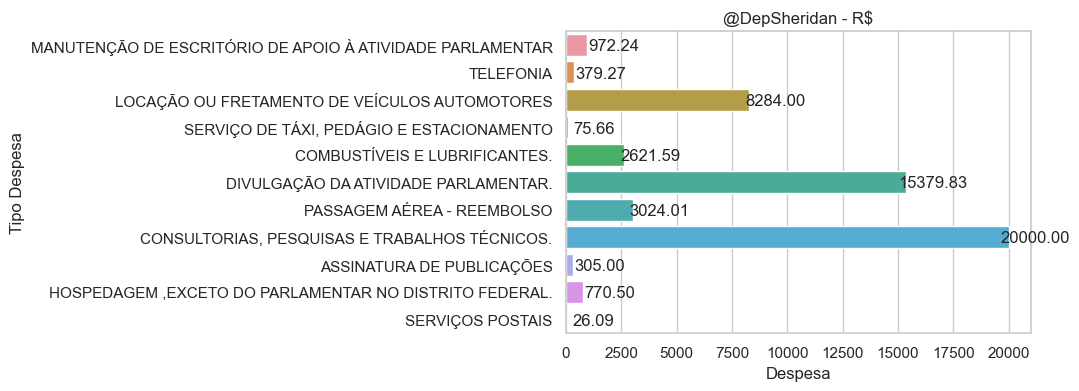 @DepSheridan - R$
Tipo Despesa
MANUTENÇÃO DE ESCRITÓRIO DE APOIO À ATIVIDADE PARLAMENTAR 972.24
TELEFONIA 379.27
LOCAÇÃO OU FRETAMENTO DE VEÍCULOS AUTOMOTORES 8284.00
SERVIÇO DE TÁXI, PEDÁGIO E ESTACIONAMENTO 75.66
COMBUSTÍVEIS E LUBRIFICANTES. 2621.59
DIVULGAÇÃO DA ATIVIDADE PARLAMENTAR. 15379.83
PASSAGEM AÉREA - REEMBOLSO 3024.01
CONSULTORIAS, PESQUISAS E TRABALHOS TÉCNICOS. 20000.00
ASSINATURA DE PUBLICAÇÕES 305.00
HOSPEDAGEM ,EXCETO DO PARLAMENTAR NO DISTRITO FEDERAL. 770.50
SERVIÇOS POSTAIS 26.09
0 2500 5000 7500 10000 12500 15000 17500 20000
Despesa